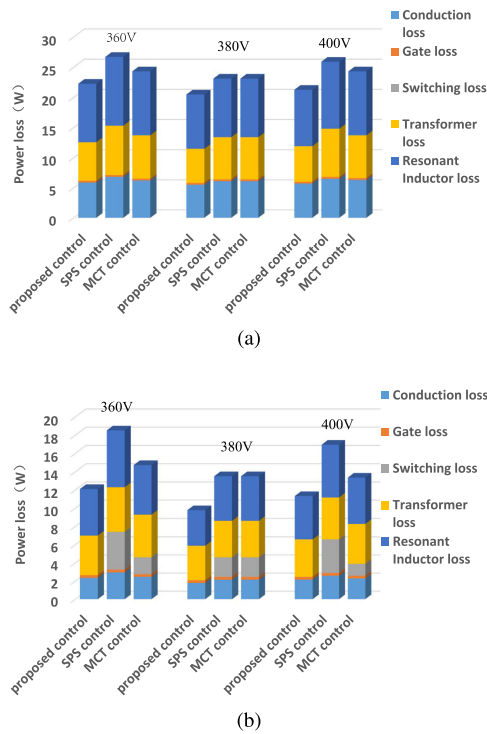 360V
380V
400V
Power loss（W）
30
25
20
15
10
5
0
proposed control
SPS control
MCT control
proposed control
SPS control
MCT control
proposed control
SPS control
MCT control
Conduction
loss
Gate loss
Switching loss
Transformer
loss
Resonant
Inductor loss
(a)
360V
380V
400V
Power loss（W）
20
18
16
14
12
10
8
6
4
2
0
proposed control
SPS control
MCT control
proposed control
SPS control
MCT control
proposed control
SPS control
MCT control
Conduction loss
Gate loss
Switching loss
Transformer
loss
Resonant
Inductor loss
(b)